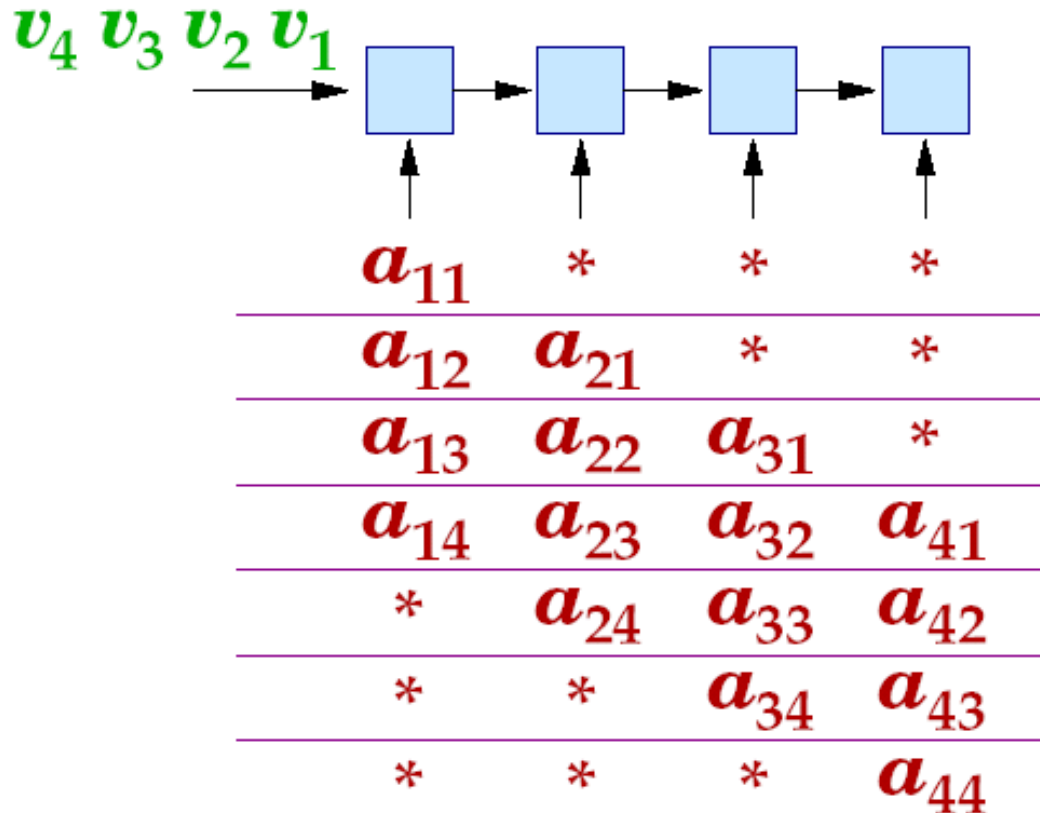 v₄ v₃ v₂ v₁
a₁₁ * * *
a₁₂ a₂₁ * *
a₁₃ a₂₂ a₃₁ *
a₁₄ a₂₃ a₃₂ a₄₁
* a₂₄ a₃₃ a₄₂
* * a₃₄ a₄₃
* * * a₄₄